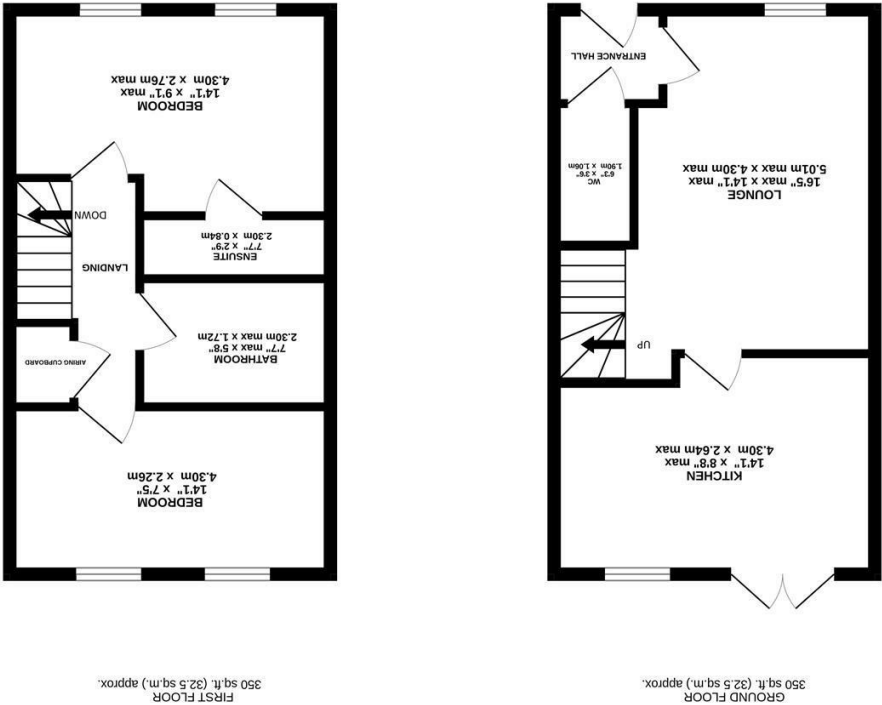 GROUND FLOOR
350 sq.ft. (32.5 sq.m.) approx.
KITCHEN
14'1" x 8'8" max
4.30m x 2.64m max
UP
LOUNGE
16'5" max x 14'1" max
5.01m max x 4.30m max
WC
6'3" x 3'6"
1.90m x 1.06m
ENTRANCE HALL
FIRST FLOOR
350 sq.ft. (32.5 sq.m.) approx.
BEDROOM
14'1" x 7'5"
4.30m x 2.26m
BATHROOM
7'7" max x 5'8"
2.30m max x max 1.72m
AIRING CUPBOARD
LANDING
ENSUITE
7'7" x 2'9"
2.30m x 0.84m
DOWN
BEDROOM
14'1" x 9'1" max
4.30m x 2.76m max